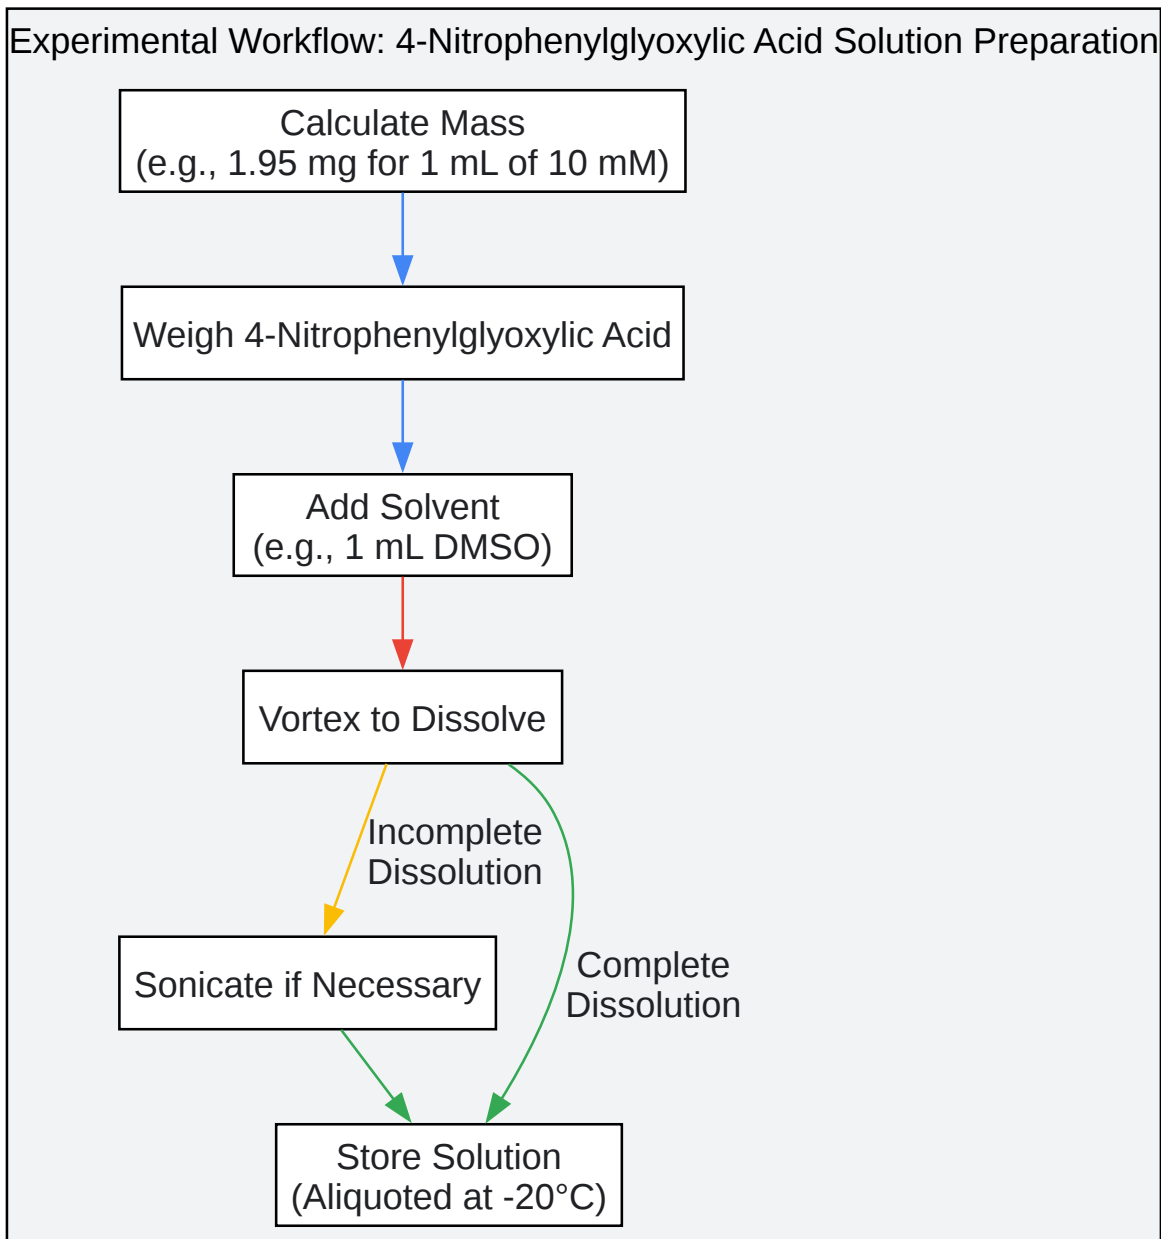 Experimental Workflow: 4-Nitrophenylglyoxylic Acid Solution Preparation
Calculate Mass
(e.g., 1.95 mg for 1 mL of 10 mM)
Weigh 4-Nitrophenylglyoxylic Acid
Add Solvent
(e.g., 1 mL DMSO)
Vortex to Dissolve
Incomplete
Dissolution
Sonicate if Necessary
Complete
Dissolution
Store Solution
(Aliquoted at -20°C)